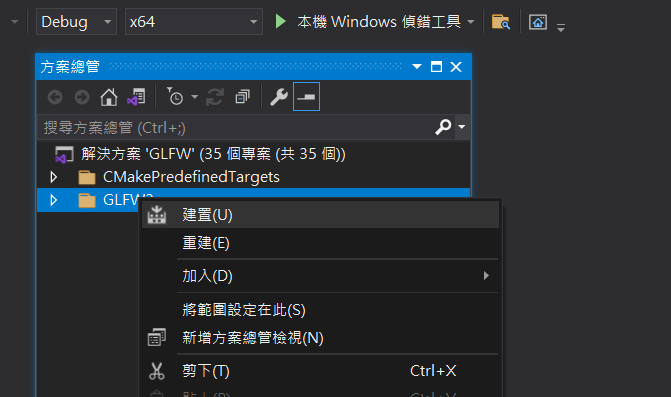 Debug x64 本機 Windows 偵錯工具
方案總管
搜尋方案總管 (Ctrl+;)
解決方案 'GLFW' (35 個專案 (共 35 個))
CMakePredefinedTargets
GLFW3
建置(U)
重建(E)
加入(D)
將範圍設定在此(S)
新增方案總管檢視(N)
剪下(T) Ctrl+X